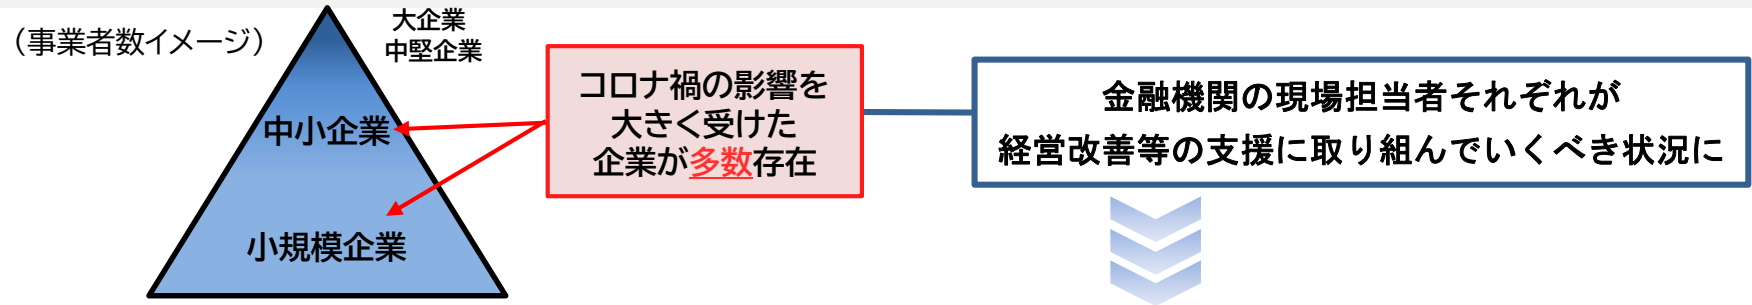 （事業者数イメージ）
大企業
中堅企業
中小企業
小規模企業
コロナ禍の影響を
大きく受けた
企業が多数存在
金融機関の現場担当者それぞれが
経営改善等の支援に取り組んでいくべき状況に